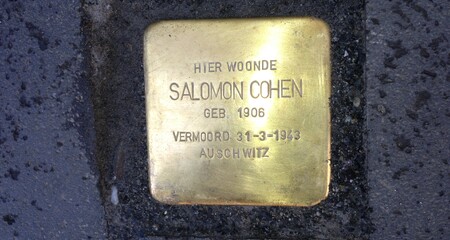 HIER WOONDE
SALOMON COHEN
GEB. 1906
VERMOORD 31-3-1943
AUSCHWITZ